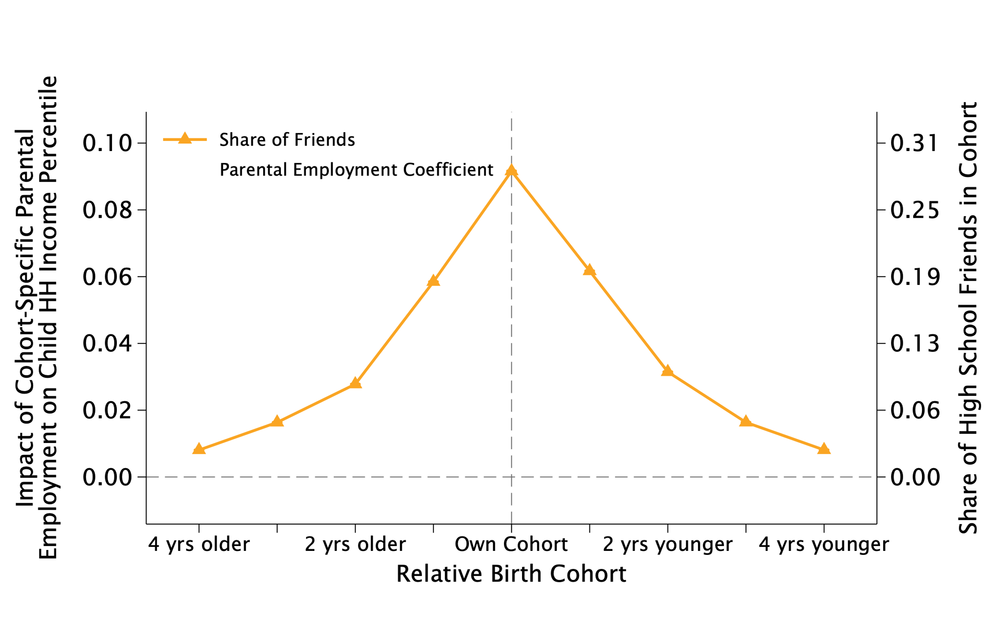 Impact of Cohort-Specific Parental
Employment on Child HH Income Percentile
0.10
0.08
0.06
0.04
0.02
0.00
Share of Friends
Parental Employment Coefficient
0.31
0.25
0.19
0.13
0.06
0.00
Share of High School Friends in Cohort
4 yrs older
2 yrs older
Own Cohort
2 yrs younger
4 yrs younger
Relative Birth Cohort